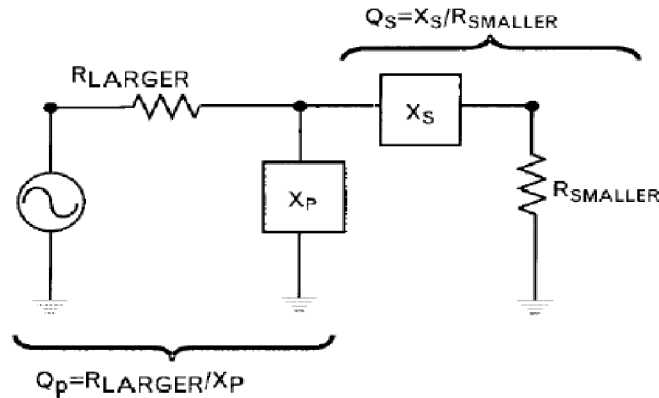 QS=XS/RSMALLER
RLARGER
XS
XP
RSMALLER
Qp=RLARGER/XP